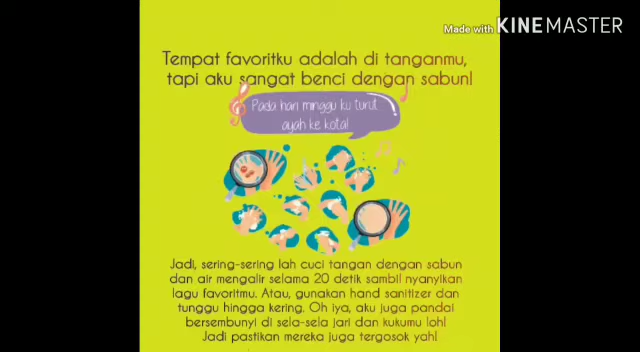 Made with KINEMASTER
Tempat favoritku adalah di tanganmu,
tapi aku sangat benci dengan sabun!
Pada hari minggu ku turut
ayah ke kota!
Jadi, sering-sering lah cuci tangan dengan sabun
dan air mengalir selama 20 detik sambil nyanyikan
lagu favoritmu. Atau, gunakan hand sanitizer dan
tunggu hingga kering. Oh iya, aku juga pandai
bersembunyi di sela-sela jari dan kukumu loh!
Jadi pastikan mereka juga tergosok yah!